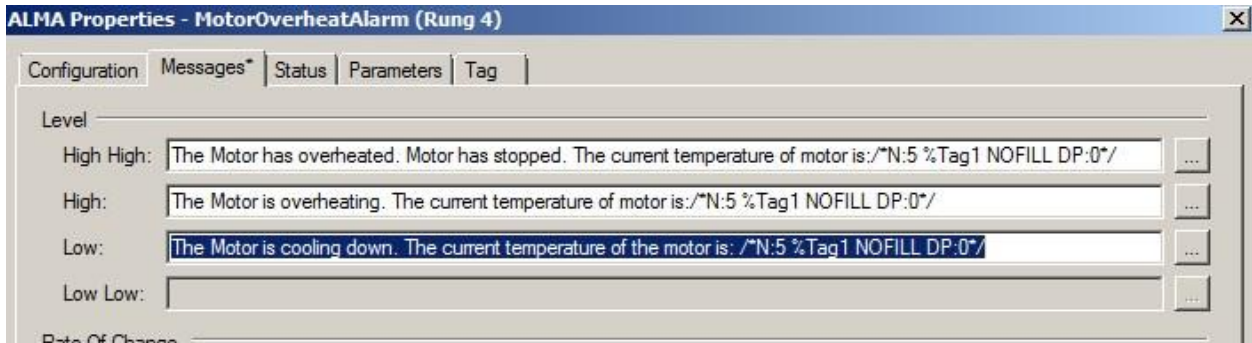 ALMA Properties - MotorOverheatAlarm (Rung 4)
Configuration Messages* Status Parameters Tag
Level
High High: The Motor has overheated. Motor has stopped. The current temperature of motor is:/*N:5 %Tag1 NOFILL DP:0*/ ...
High: The Motor is overheating. The current temperature of motor is:/*N:5 %Tag1 NOFILL DP:0*/ ...
Low: The Motor is cooling down. The current temperature of the motor is: /*N:5 %Tag1 NOFILL DP:0*/ ...
Low Low: ...
Rate Of Change